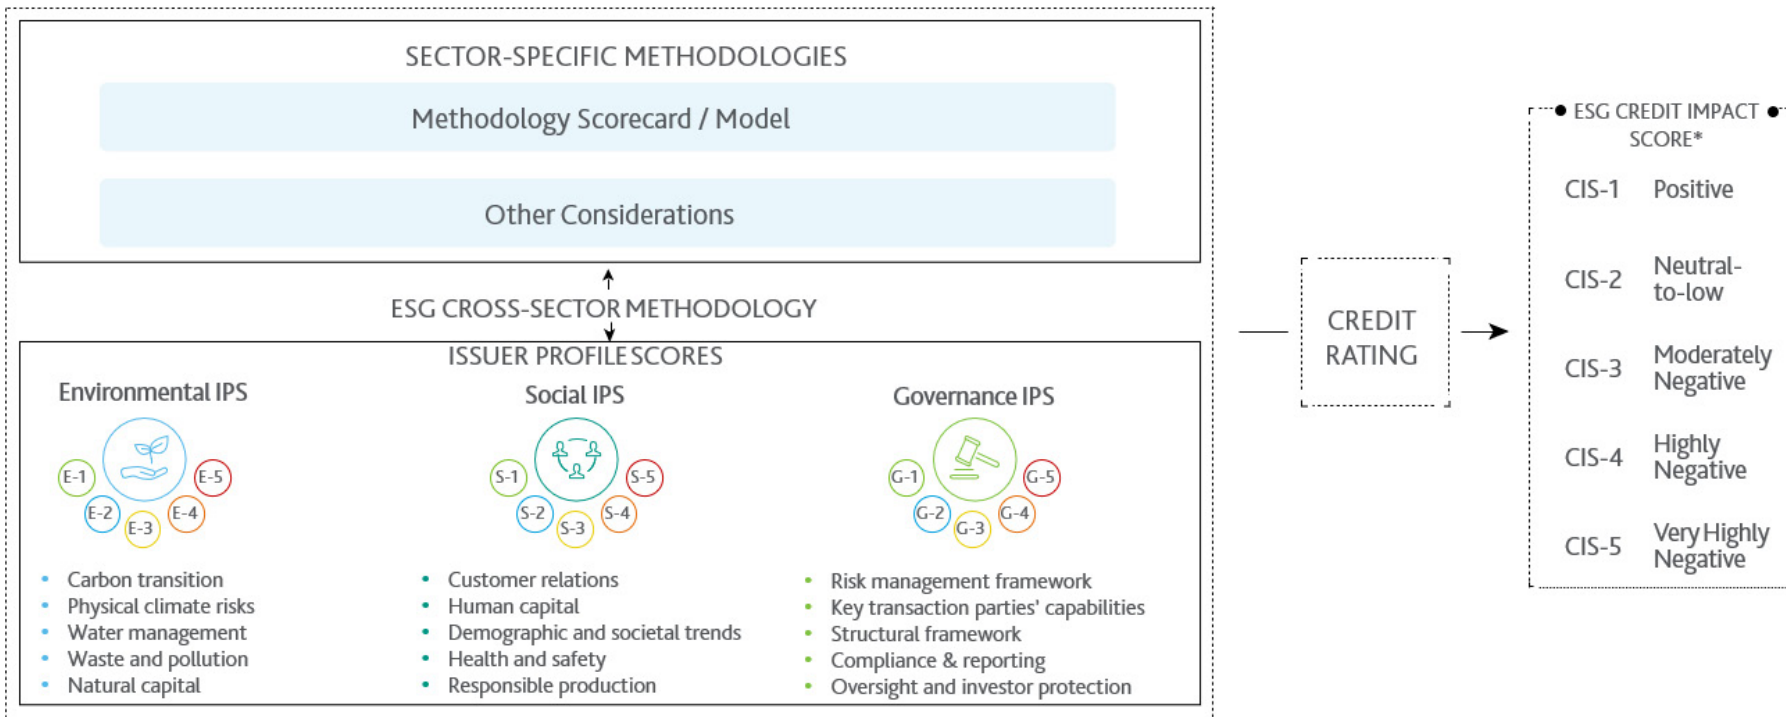 SECTOR-SPECIFIC METHODOLOGIES
Methodology Scorecard / Model
Other Considerations
ESG CROSS-SECTOR METHODOLOGY
ISSUER PROFILE SCORES
Environmental IPS
E-1
E-2
E-3
E-4
E-5
• Carbon transition
• Physical climate risks
• Water management
• Waste and pollution
• Natural capital
Social IPS
S-1
S-2
S-3
S-4
S-5
• Customer relations
• Human capital
• Demographic and societal trends
• Health and safety
• Responsible production
Governance IPS
G-1
G-2
G-3
G-4
G-5
• Risk management framework
• Key transaction parties' capabilities
• Structural framework
• Compliance & reporting
• Oversight and investor protection
CREDIT
RATING
ESG CREDIT IMPACT
SCORE*
CIS-1 Positive
CIS-2 Neutral-
to-low
CIS-3 Moderately
Negative
CIS-4 Highly
Negative
CIS-5 Very Highly
Negative